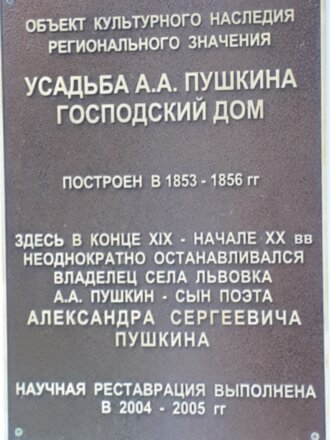 ОБЪЕКТ КУЛЬТУРНОГО НАСЛЕДИЯ
РЕГИОНАЛЬНОГО ЗНАЧЕНИЯ
УСАДЬБА А.А. ПУШКИНА
ГОСПОДСКИЙ ДОМ
ПОСТРОЕН В 1853 - 1856 гг
ЗДЕСЬ В КОНЦЕ XIX - НАЧАЛЕ XX вв
НЕОДНОКРАТНО ОСТАНАВЛИВАЛСЯ
ВЛАДЕЛЕЦ СЕЛА ЛЬВОВКА
А.А. ПУШКИН - СЫН ПОЭТА
АЛЕКСАНДРА СЕРГЕЕВИЧА
ПУШКИНА
НАУЧНАЯ РЕСТАВРАЦИЯ ВЫПОЛНЕНА
В 2004 - 2005 гг